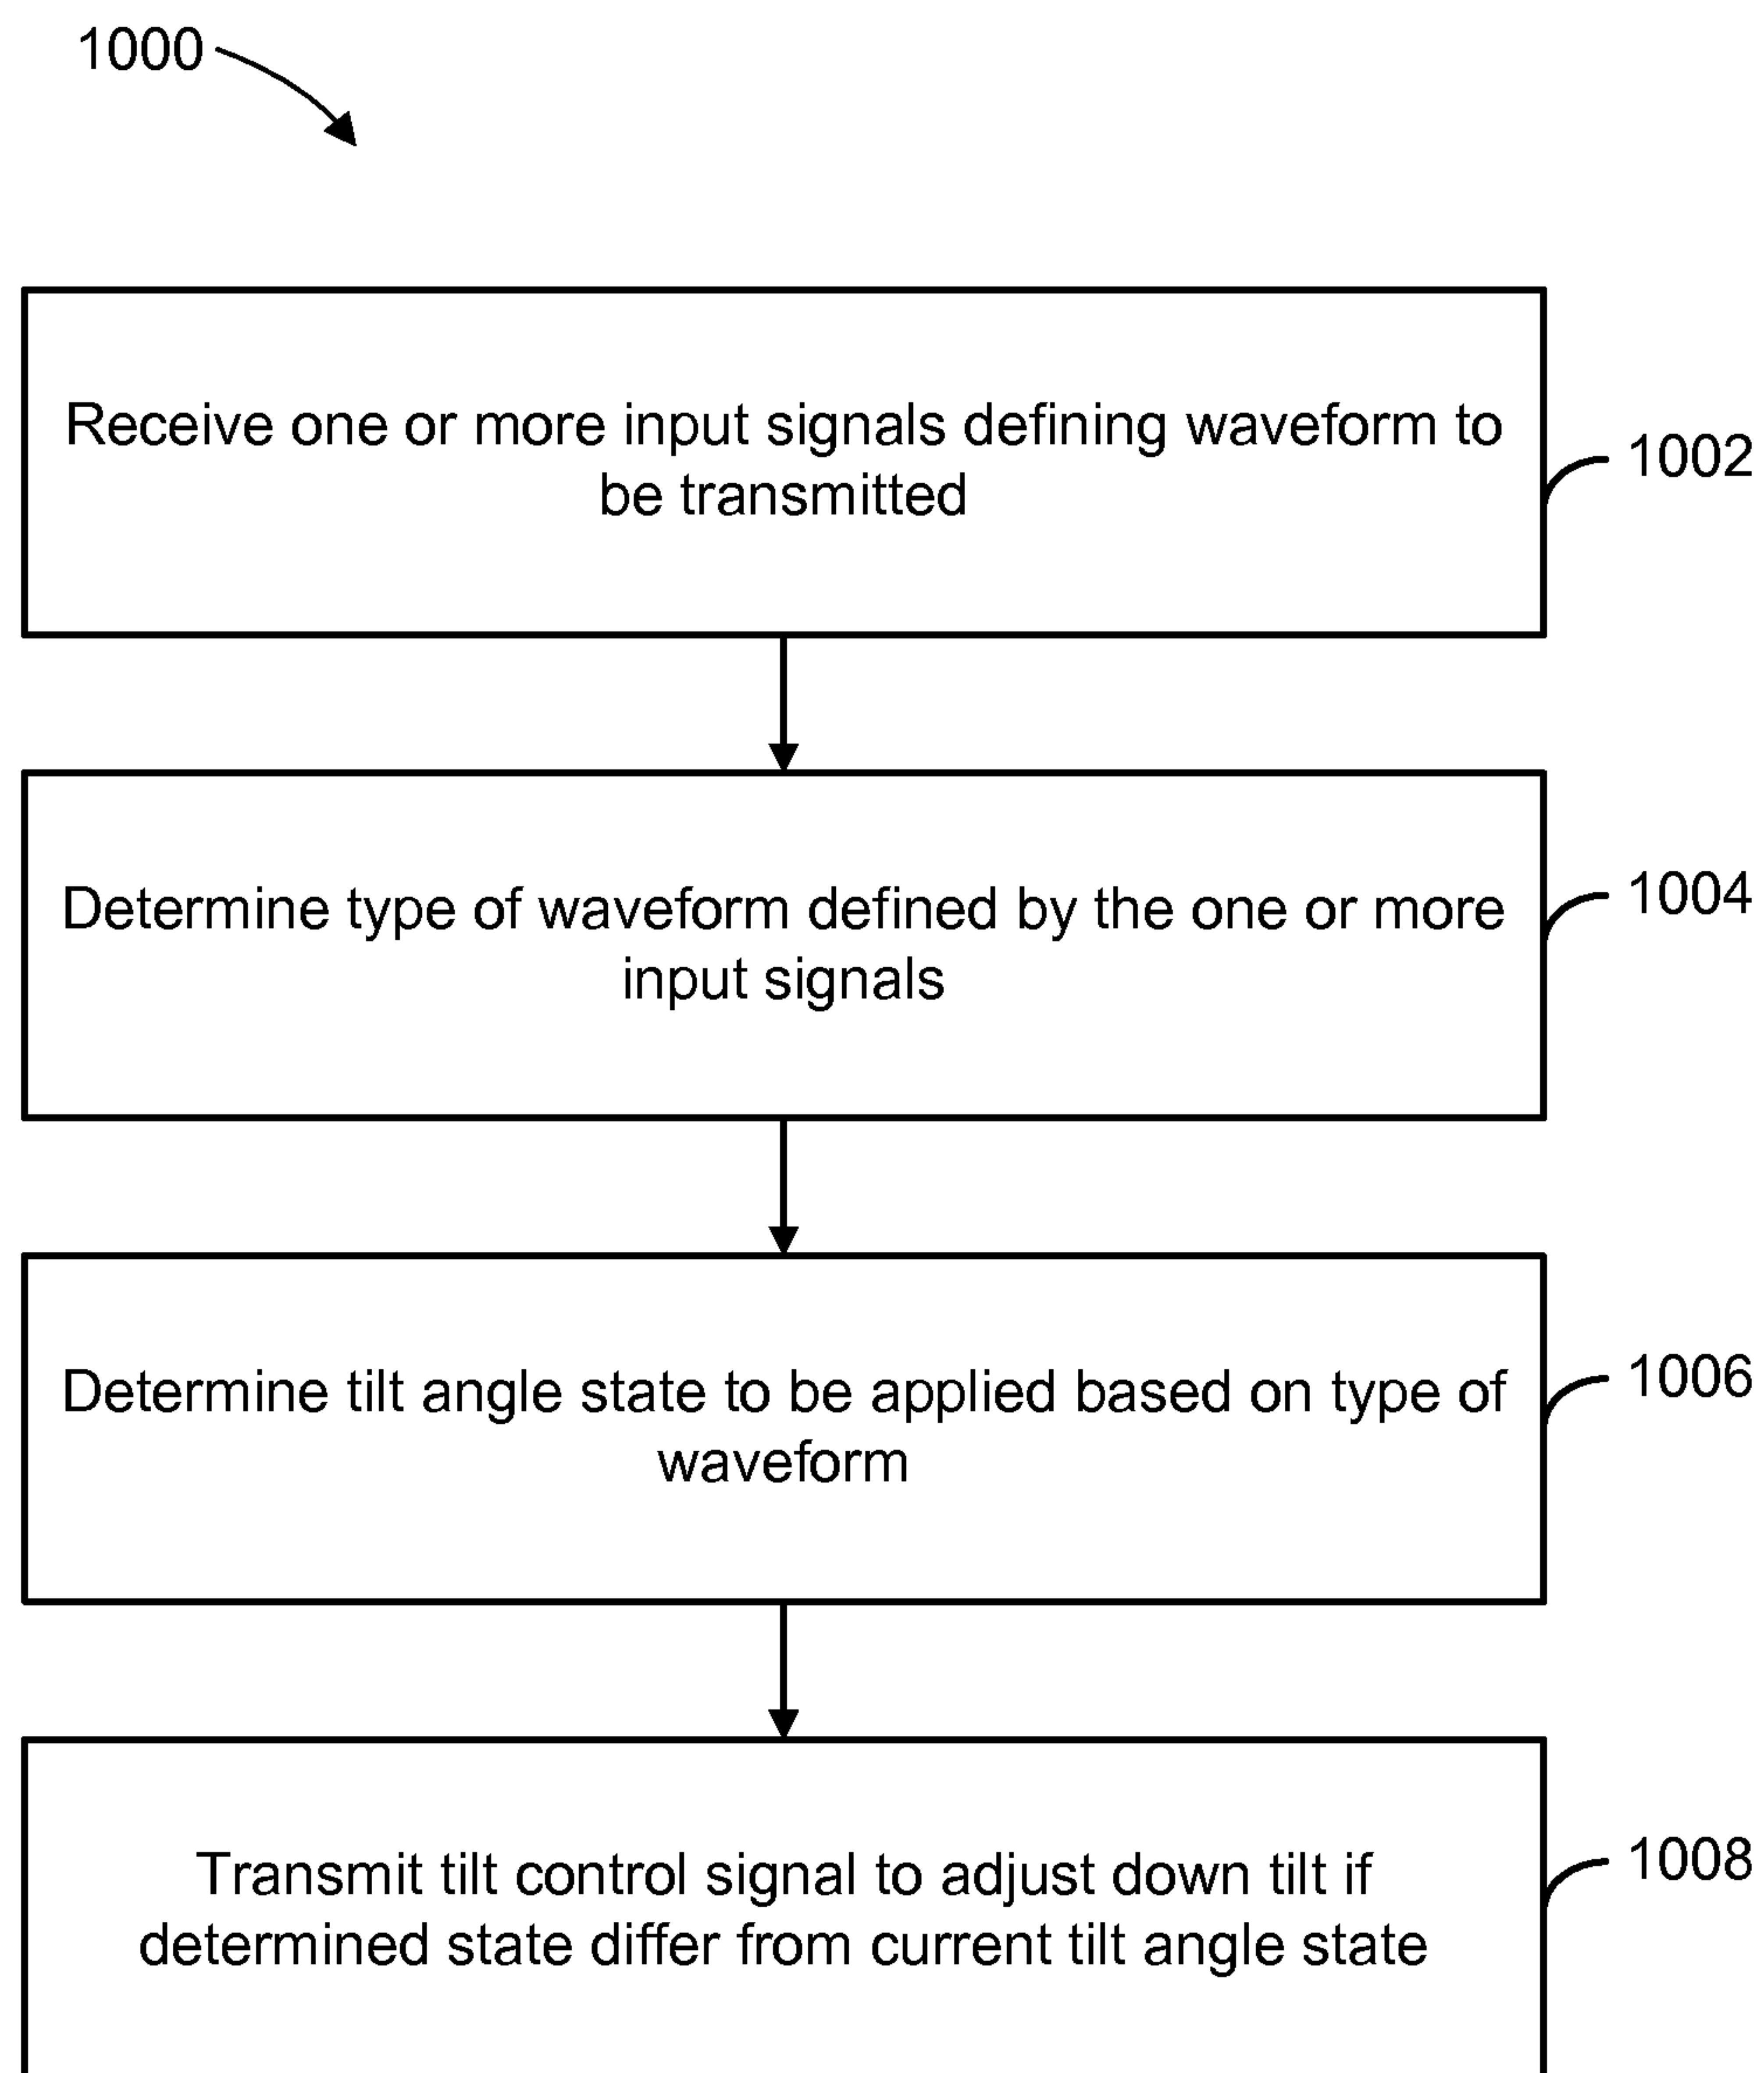 1000
Receive one or more input signals defining waveform to
be transmitted
1002
Determine type of waveform defined by the one or more
input signals
1004
Determine tilt angle state to be applied based on type of
waveform
1006
Transmit tilt control signal to adjust down tilt if
determined state differ from current tilt angle state
1008